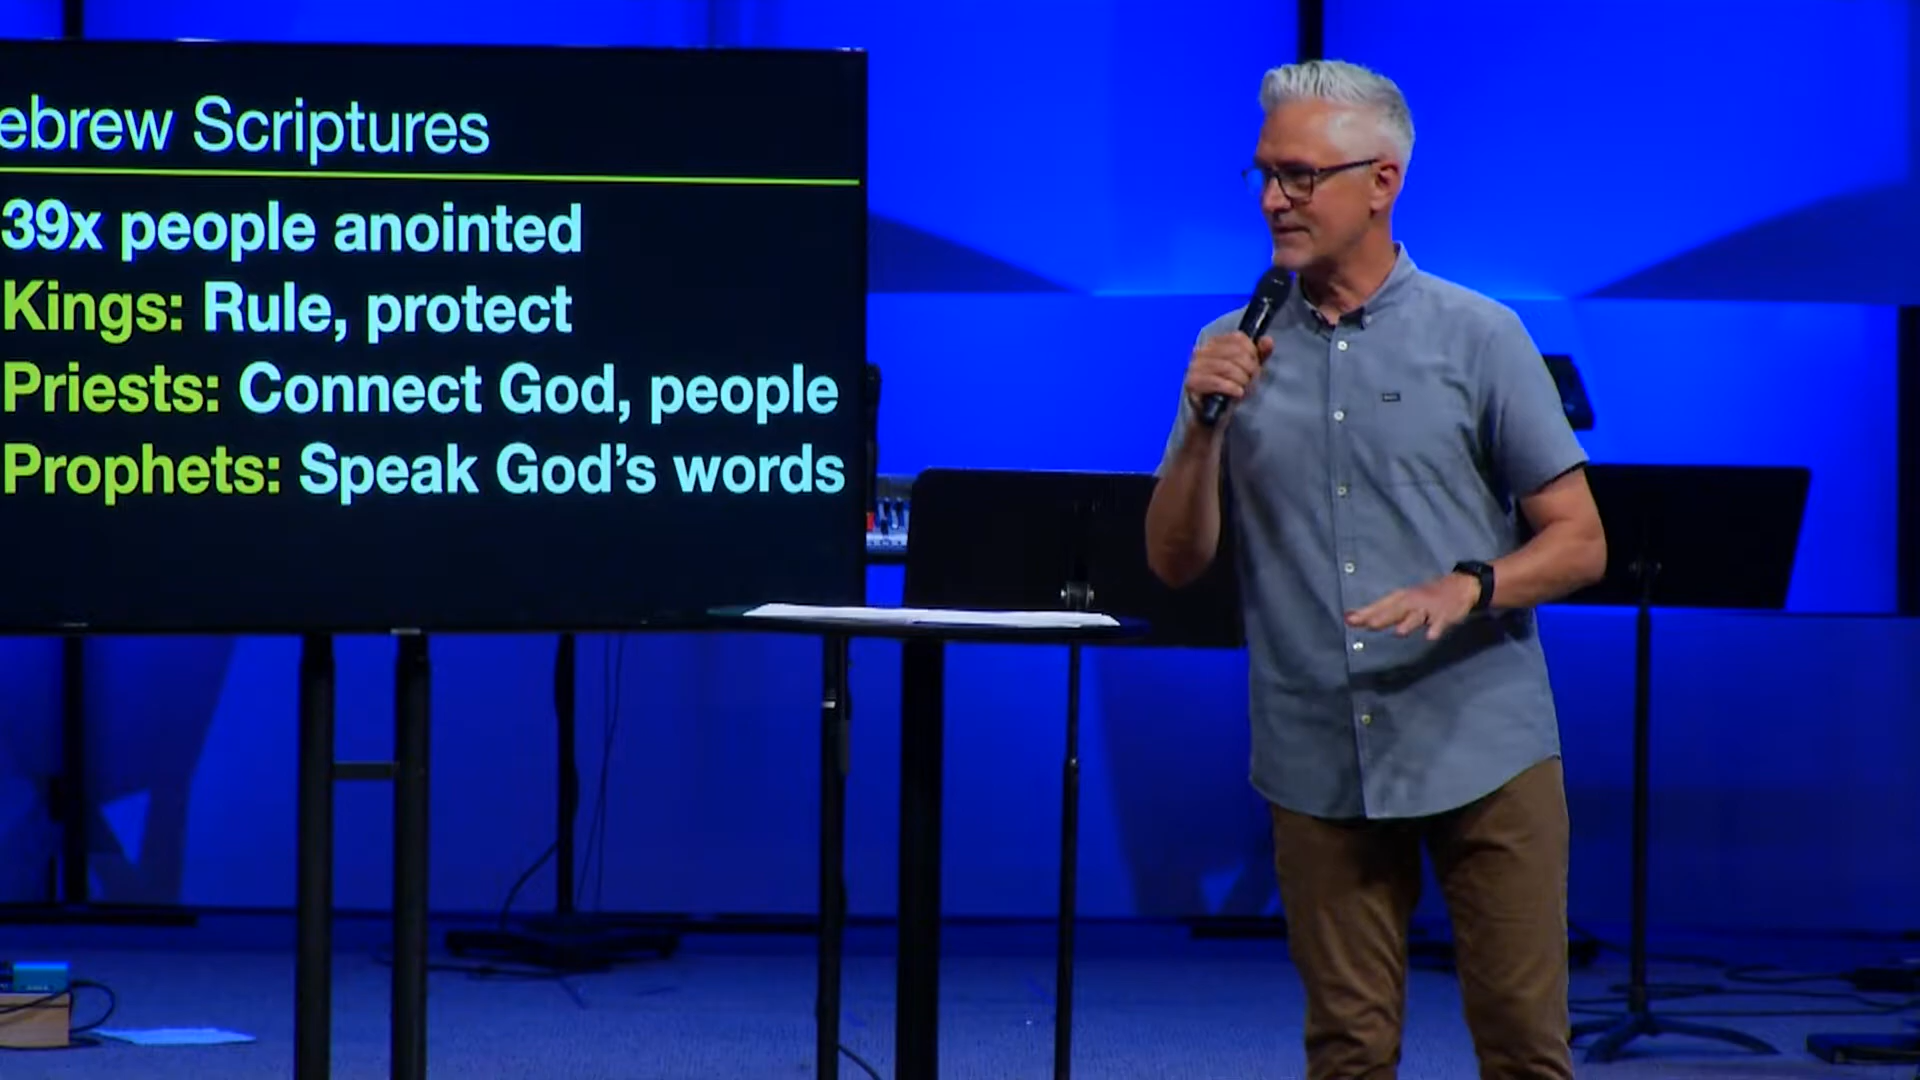 ebrew Scriptures
39x people anointed
Kings: Rule, protect
Priests: Connect God, people
Prophets: Speak God’s words